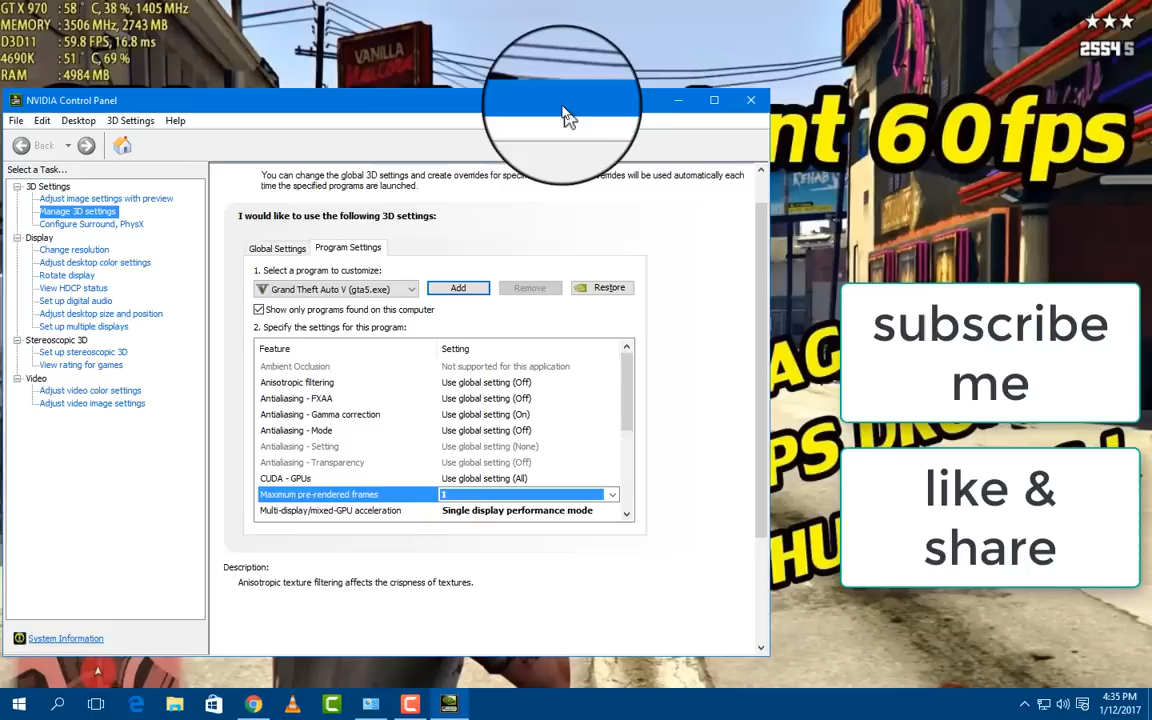 GTX 970 : 58° C, 38 %, 1405 MHz
MEMORY : 3506 MHz, 2743 MB
D3D11 : 59.8 FPS, 16.8 ms
4690K : 51° C, 69 %
RAM : 4984 MB
VANILLA
25545
NVIDIA Control Panel
File Edit Desktop 3D Settings Help
Back
Select a Task...
3D Settings
Adjust image settings with preview
Manage 3D settings
Configure Surround, PhysX
Display
Change resolution
Adjust desktop color settings
Rotate display
View HDCP status
Set up digital audio
Adjust desktop size and position
Set up multiple displays
Stereoscopic 3D
Set up stereoscopic 3D
View rating for games
Video
Adjust video color settings
Adjust video image settings
System Information
You can change the global 3D settings and create overrides for
will be used automatically each
time the specified programs are launched.
I would like to use the following 3D settings:
Global Settings Program Settings
1. Select a program to customize:
Grand Theft Auto V (gta5.exe) Add Remove Restore
Show only programs found on this computer
2. Specify the settings for this program:
Feature Setting
Ambient Occlusion Not supported for this application
Anisotropic filtering Use global setting (Off)
Antialiasing - FXAA Use global setting (Off)
Antialiasing - Gamma correction Use global setting (On)
Antialiasing - Mode Use global setting (Off)
Antialiasing - Setting Use global setting (None)
Antialiasing - Transparency Use global setting (Off)
CUDA - GPUs Use global setting (All)
Maximum pre-rendered frames 1
Multi-display/mixed-GPU acceleration Single display performance mode
Description:
Anisotropic texture filtering affects the crispness of textures.
60fps
REHAB
subscribe
me
like &
share
4:35 PM
1/12/2017